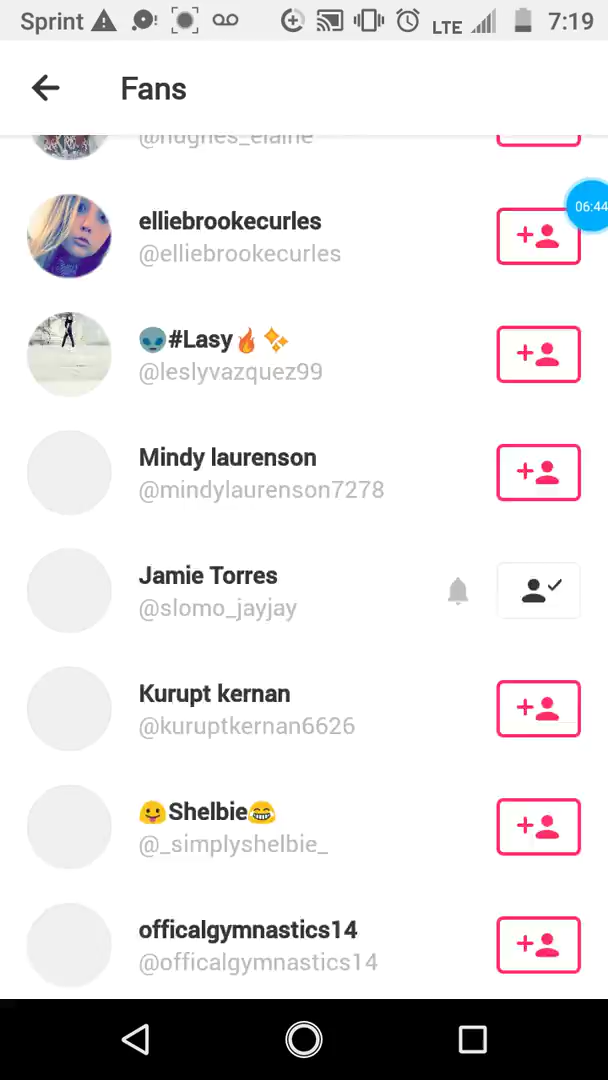 Sprint LTE 7:19
Fans
@hughes_elaine
06:44
elliebrookecurles
@elliebrookecurles
👽#Lasy🔥✨
@leslyvazquez99
Mindy laurenson
@mindylaurenson7278
Jamie Torres
@slomo_jayjay
Kurupt kernan
@kuruptkernan6626
😛Shelbie😂
@_simplyshelbie_
officalgymnastics14
@officalgymnastics14